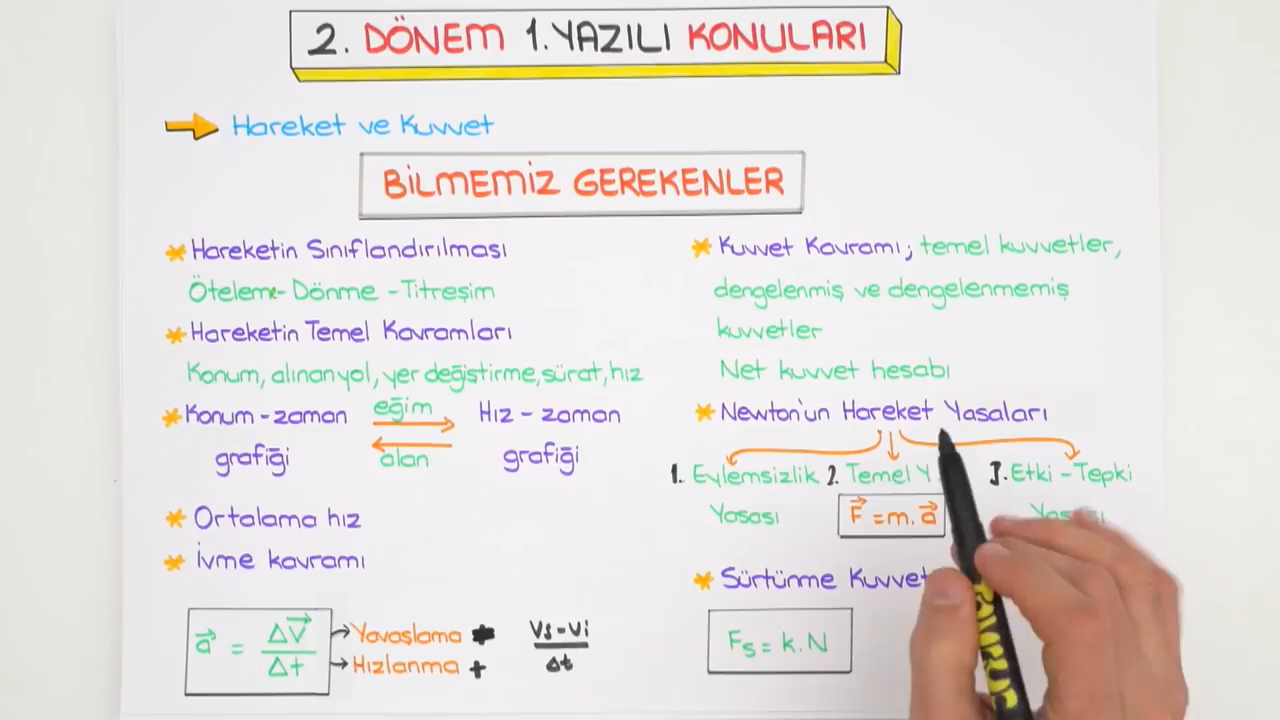 2. DÖNEM 1. YAZILI KONULARI
Hareket ve Kuvvet
BİLMEMİZ GEREKENLER
* Hareketin Sınıflandırılması
Öteleme - Dönme - Titreşim
* Hareketin Temel Kavramları
Konum, alınan yol, yer değiştirme, sürat, hız
* Konum - zaman eğim Hız - zaman
grafiği alan grafiği
* Ortalama hız
* İvme kavramı
a = ΔV / Δt
Yavaşlama
Hızlanma +
Vs - Vi / Δt
* Kuvvet Kavramı; temel kuvvetler,
dengelenmiş ve dengelenmemiş
kuvvetler
Net kuvvet hesabı
* Newton'un Hareket Yasaları
1. Eylemsizlik 2. Temel Y 3. Etki - Tepki
Yasası F = m.a Yasası
* Sürtünme Kuvvet
Fs = k.N